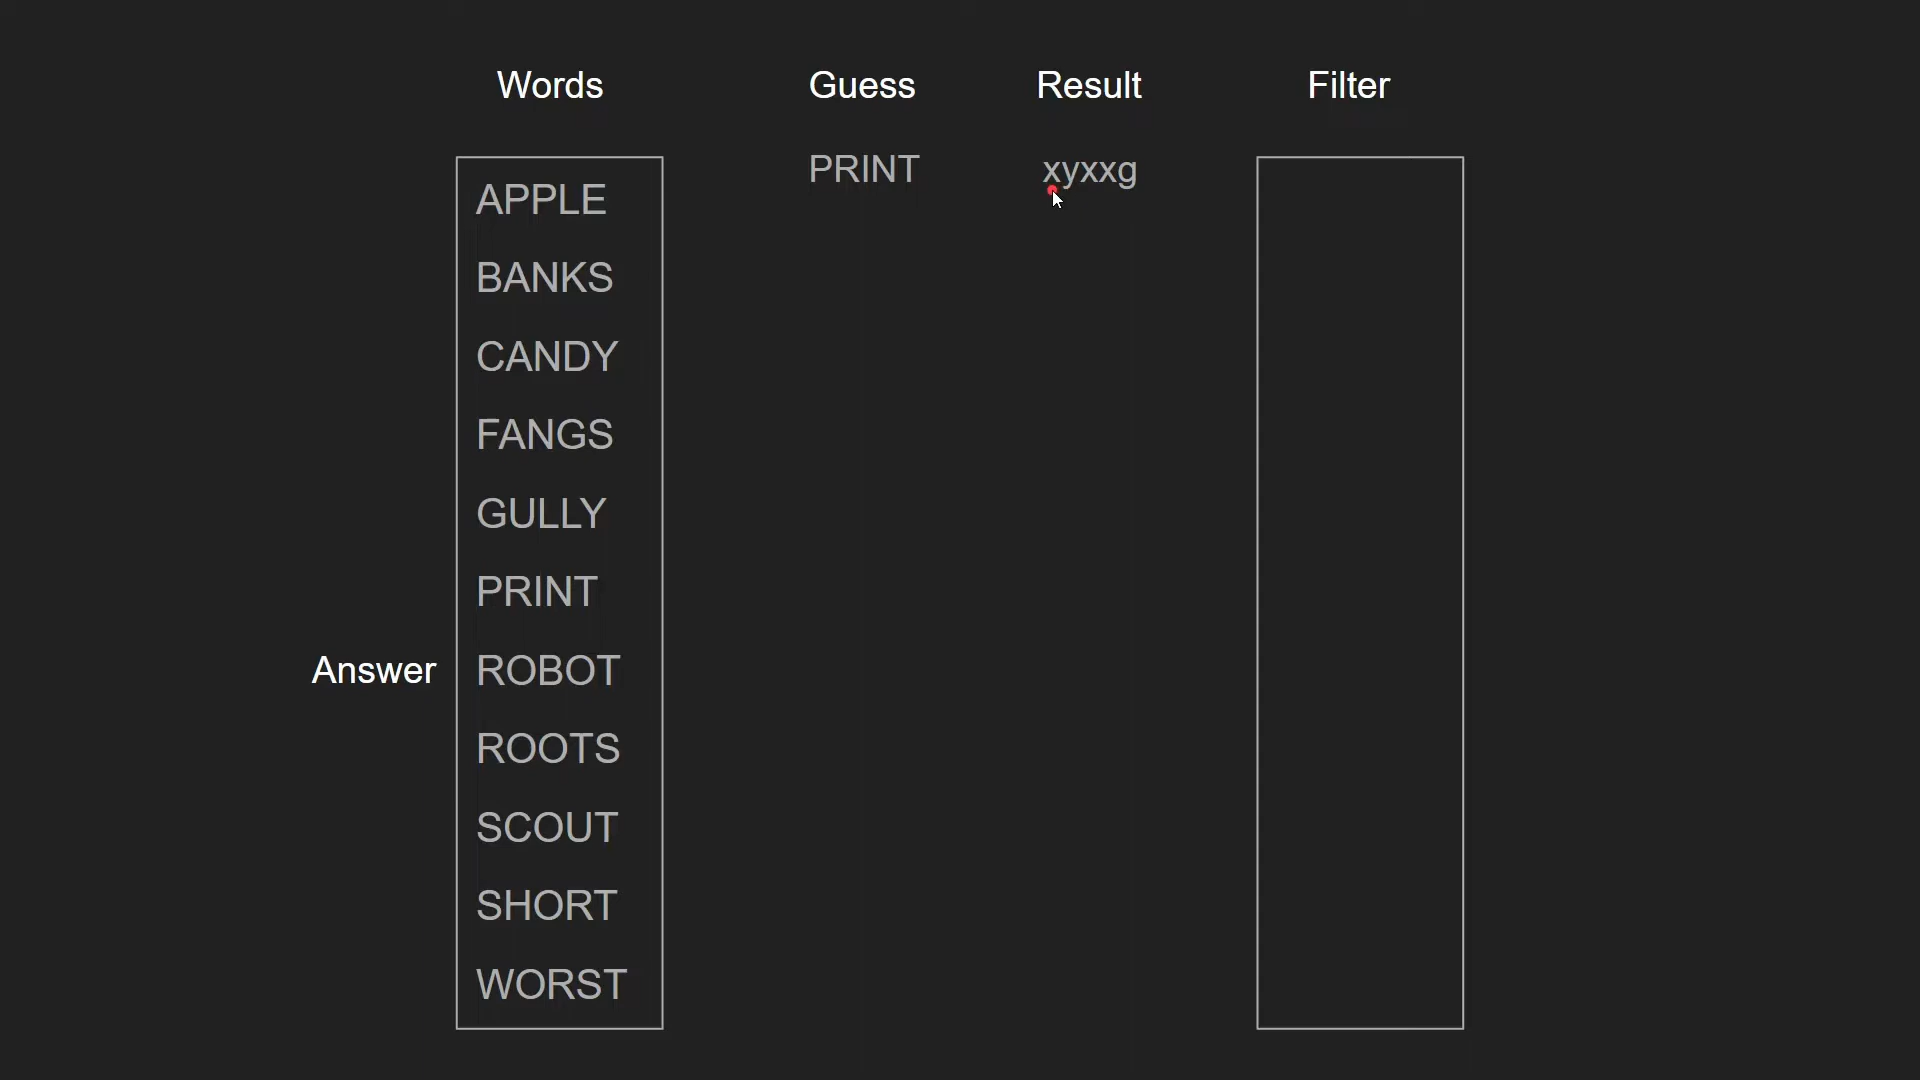 Words Guess Result Filter
PRINT xyxxg
APPLE
BANKS
CANDY
FANGS
GULLY
PRINT
Answer ROBOT
ROOTS
SCOUT
SHORT
WORST